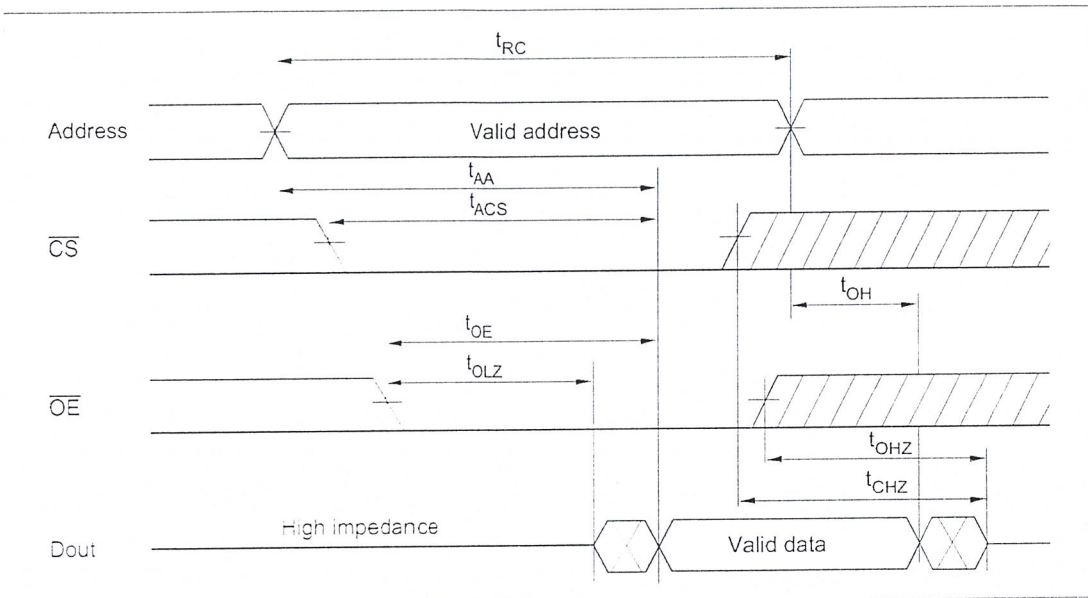 tRC
Address
Valid address
tAA
tACS
CS
tOH
tOE
tOLZ
OE
tOHZ
tCHZ
High impedance
Dout
Valid data